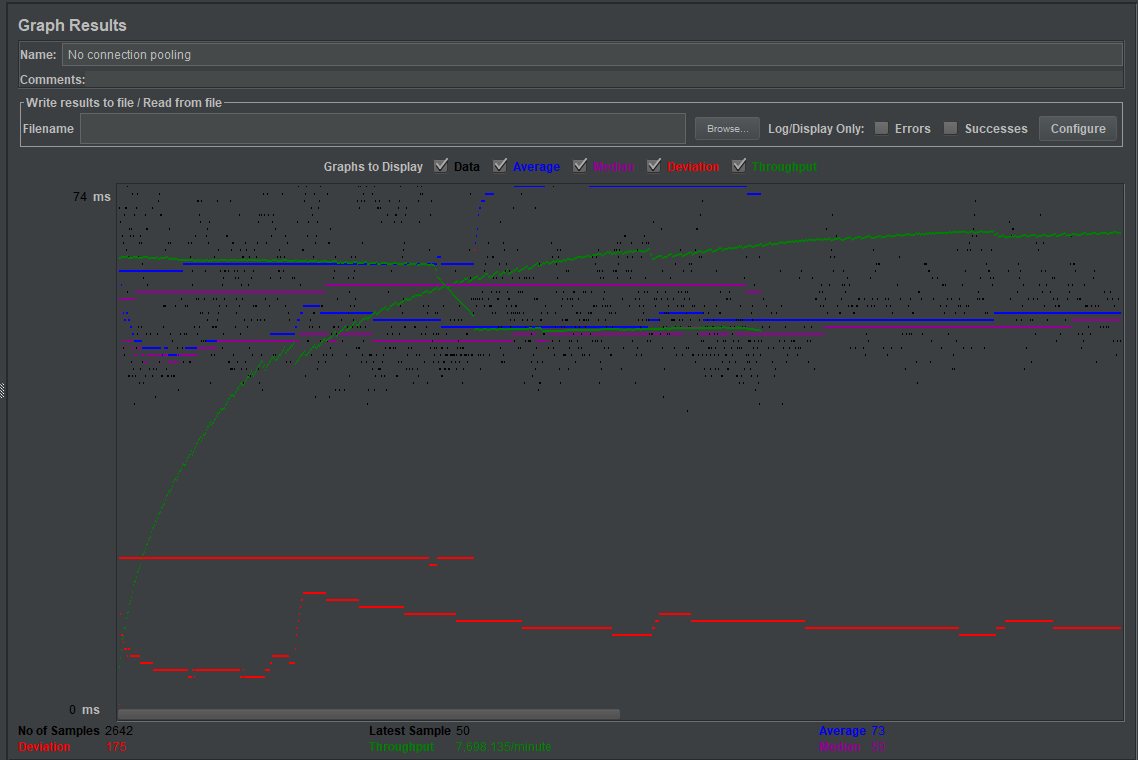 Graph Results
Name: No connection pooling
Comments:
Write results to file / Read from file
Filename Browse... Log/Display Only: Errors Successes Configure
Graphs to Display Data Average Median Deviation Throughput
74 ms
0 ms
No of Samples 2642 Latest Sample 50 Average 73
Deviation 175 Throughput 7,698.135/minute Median